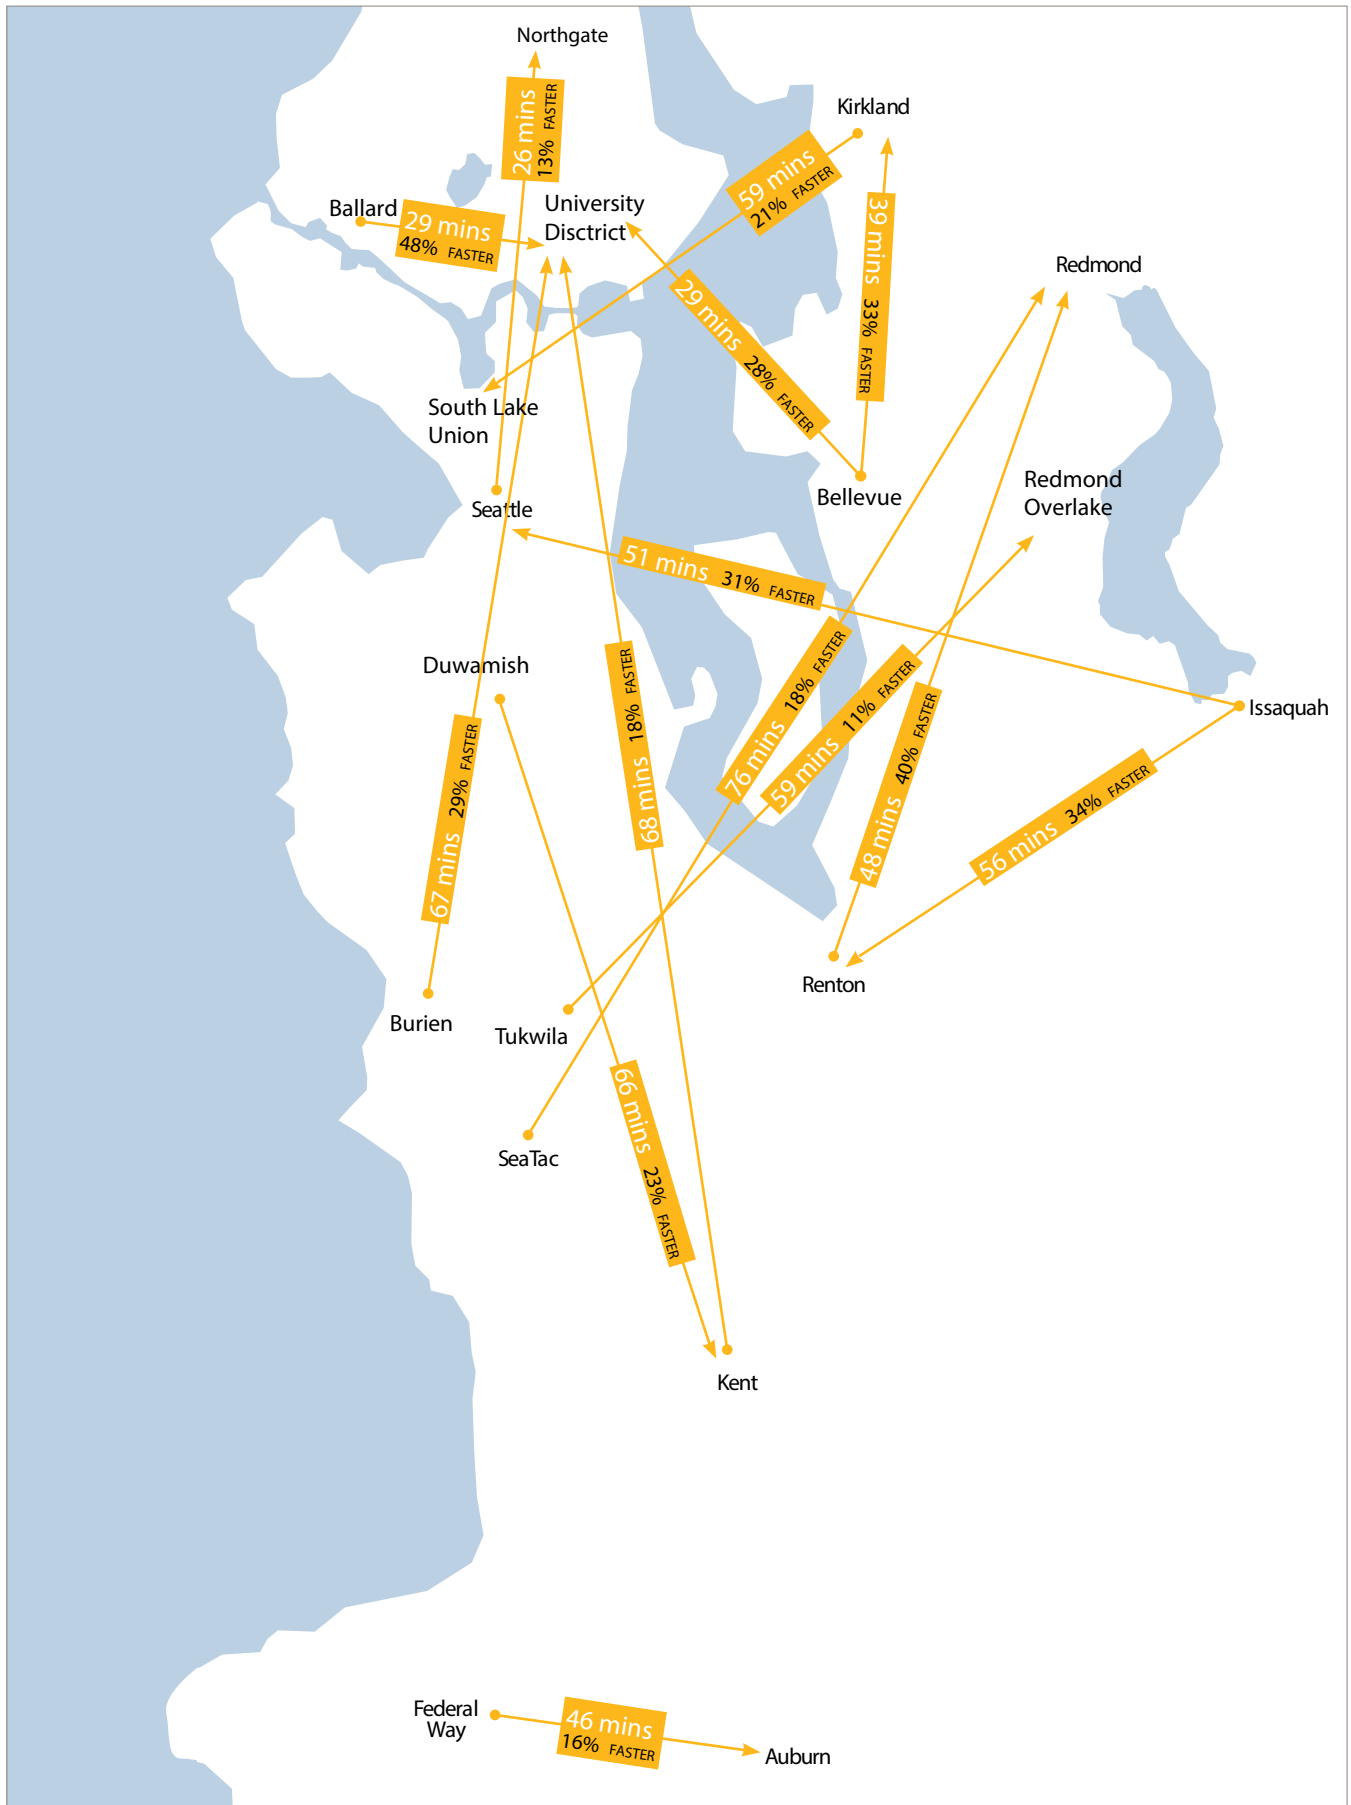 Northgate
26 mins
13% FASTER
Kirkland
59 mins
21% FASTER
39 mins 33% FASTER
Ballard
29 mins
48% FASTER
University
Disctrict
29 mins 28% FASTER
Redmond
South Lake
Union
Seattle
Bellevue
Redmond
Overlake
51 mins 31% FASTER
Duwamish
68 mins 18% FASTER
76 mins 18% FASTER
59 mins 11% FASTER
48 mins 40% FASTER
Issaquah
56 mins 34% FASTER
67 mins 29% FASTER
Renton
Burien
Tukwila
66 mins 23% FASTER
SeaTac
Kent
Federal
Way
46 mins
16% FASTER
Auburn